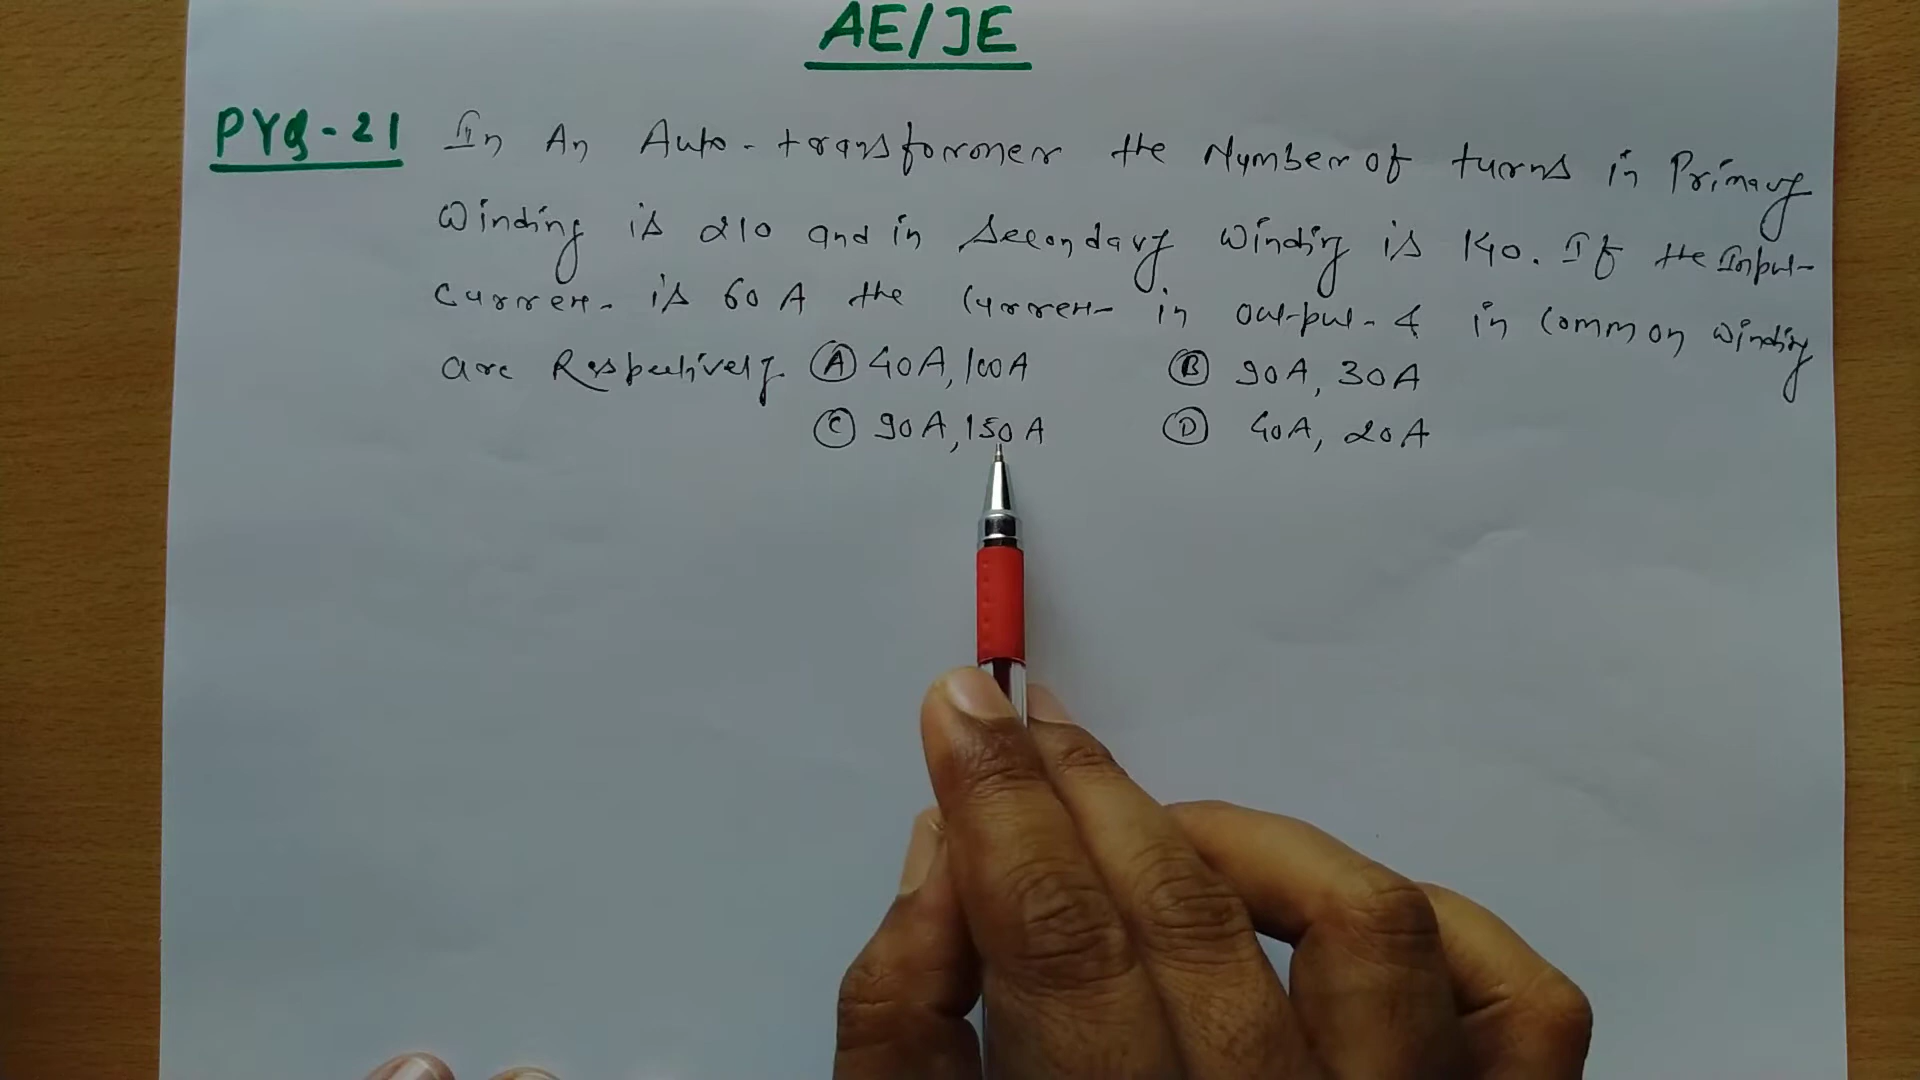 AE/JE
PYQ-21 In An Auto-transformer the Number of turns in Primary
Winding is 210 and in Secondary Winding is 140. If the Input
Current is 60 A the Current in output & in Common winding
are Respectively. (A) 40A, 100A (B) 90A, 30A
(C) 90A, 150A (D) 40A, 20A